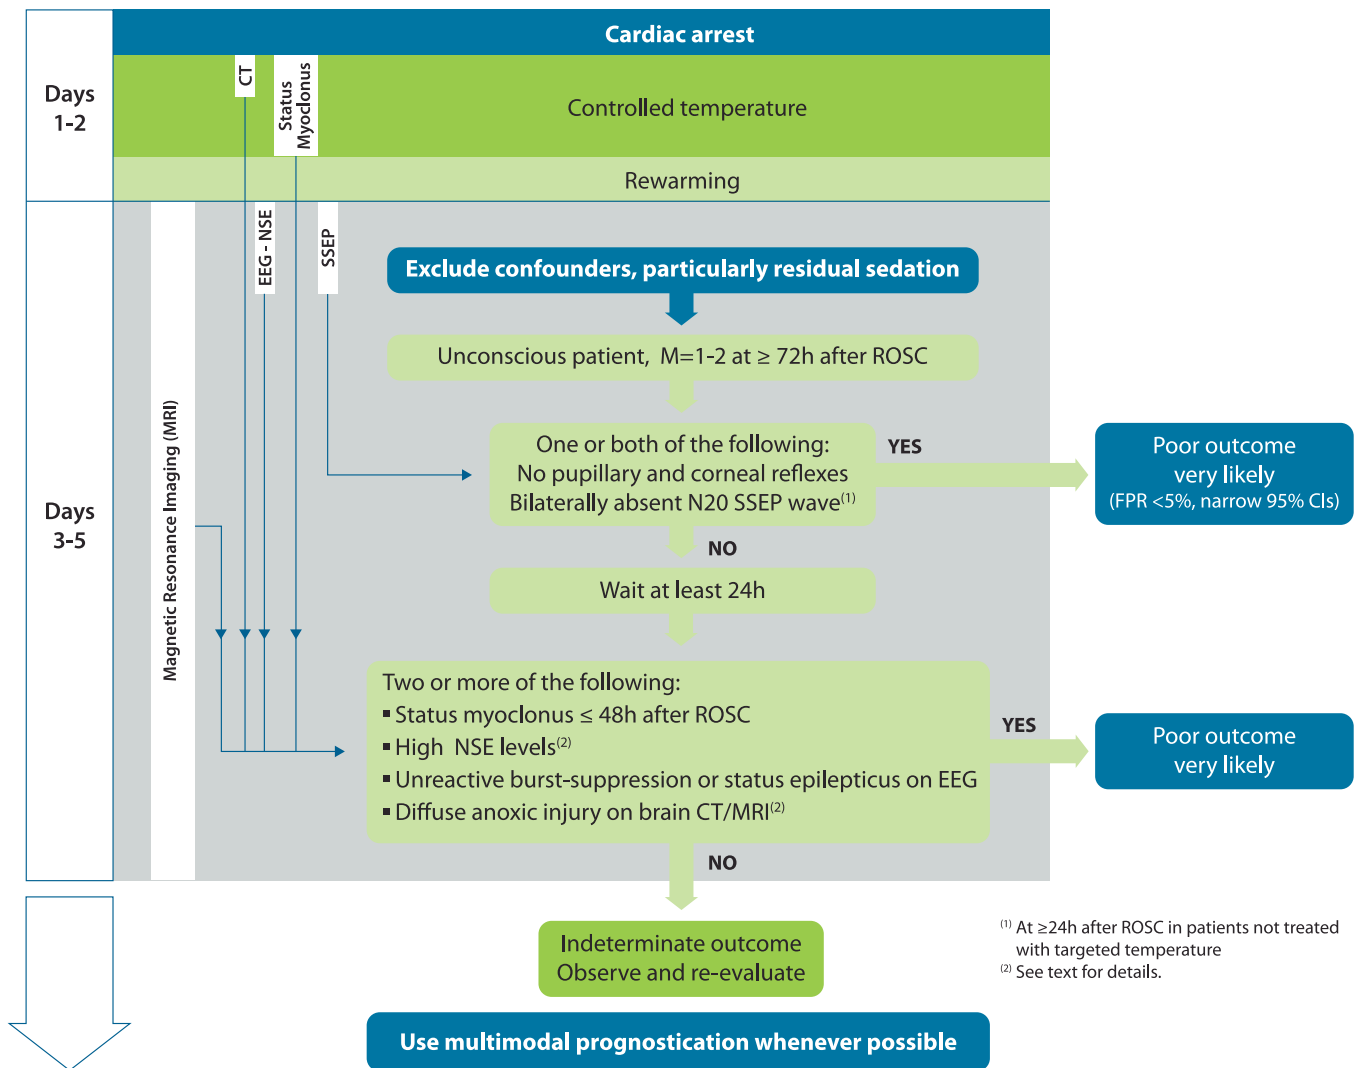 Cardiac arrest
Days
1-2
CT
Status
Myoclonus
Controlled temperature
Rewarming
Days
3-5
Magnetic Resonance Imaging (MRI)
EEG - NSE
SSEP
Exclude confounders, particularly residual sedation
Unconscious patient, M=1-2 at ≥ 72h after ROSC
One or both of the following:
No pupillary and corneal reflexes
Bilaterally absent N20 SSEP wave(1)
YES
Poor outcome
very likely
(FPR <5%, narrow 95% CIs)
NO
Wait at least 24h
Two or more of the following:
▪ Status myoclonus ≤ 48h after ROSC
▪ High NSE levels(2)
▪ Unreactive burst-suppression or status epilepticus on EEG
▪ Diffuse anoxic injury on brain CT/MRI(2)
YES
Poor outcome
very likely
NO
Indeterminate outcome
Observe and re-evaluate
(1) At ≥24h after ROSC in patients not treated
with targeted temperature
(2) See text for details.
Use multimodal prognostication whenever possible